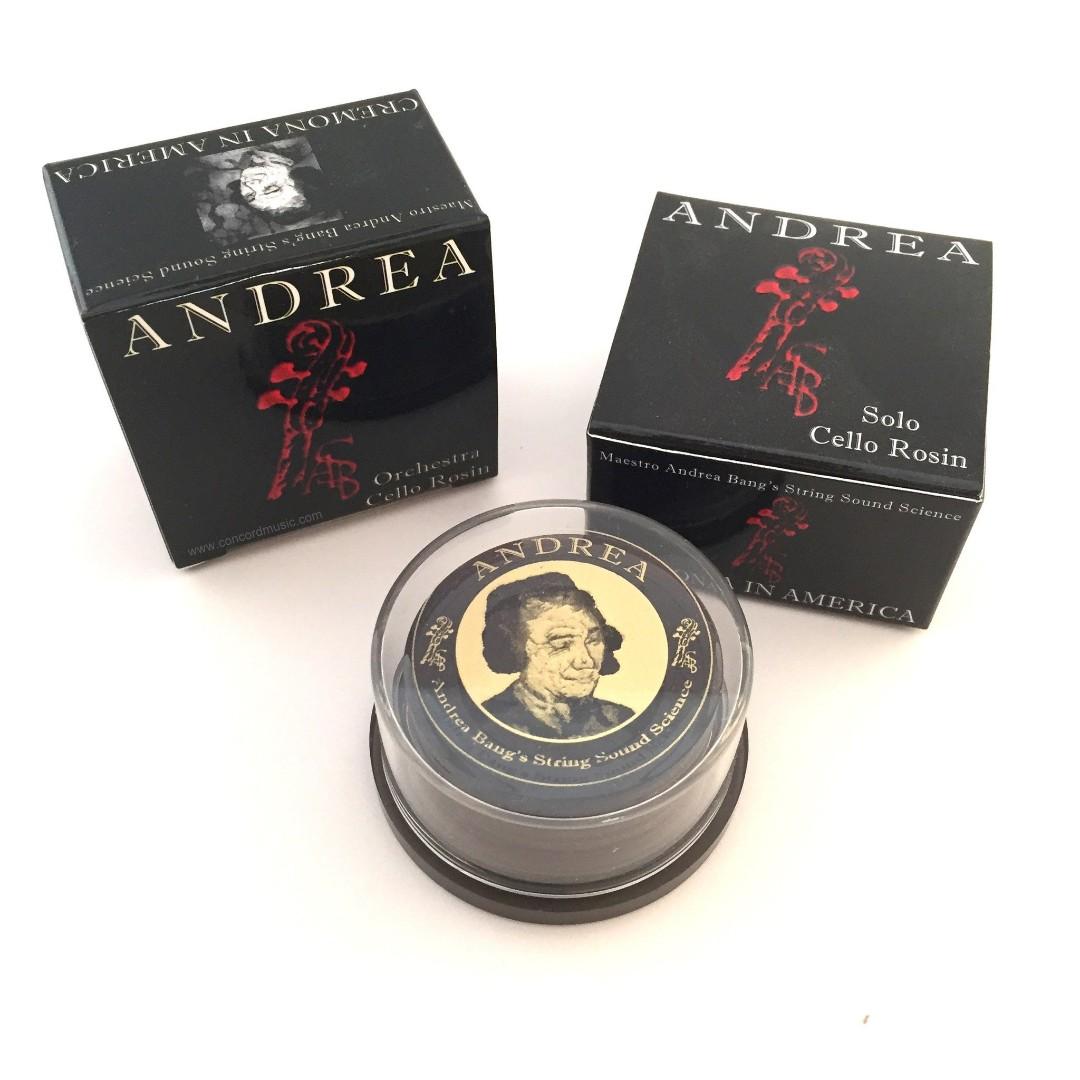 CREMONA IN AMERICA
Maestro Andrea Bang's String Sound Science
ANDREA
Orchestra
Cello Rosin
www.concordmusic.com
ANDREA
Solo
Cello Rosin
Maestro Andrea Bang's String Sound Science
IN AMERICA
ANDREA
Andrea Bang's String Sound Science